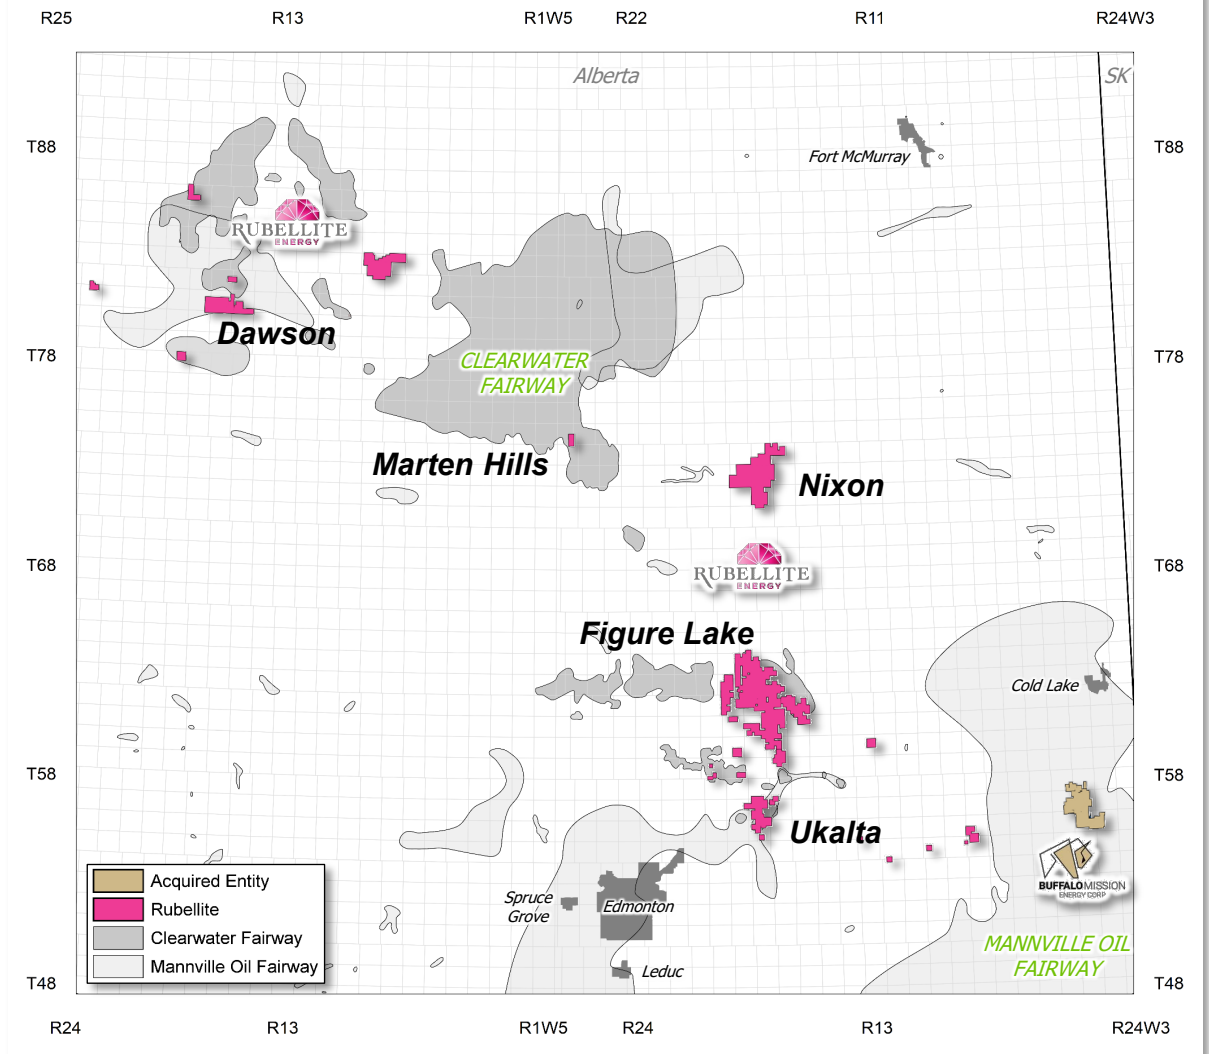 R25 R13 R1W5 R22 R11 R24W3
Alberta
SK
T88
T88
Fort McMurray
RUBELLITE
ENERGY
Dawson
T78
T78
CLEARWATER
FAIRWAY
Marten Hills
Nixon
T68
T68
RUBELLITE
ENERGY
Figure Lake
Cold Lake
T58
T58
Ukalta
BUFFALO MISSION
ENERGY CORP
Acquired Entity
Rubellite
Clearwater Fairway
Mannville Oil Fairway
Spruce
Grove
Edmonton
MANNVILLE OIL
FAIRWAY
Leduc
T48
T48
R24 R13 R1W5 R24 R13 R24W3